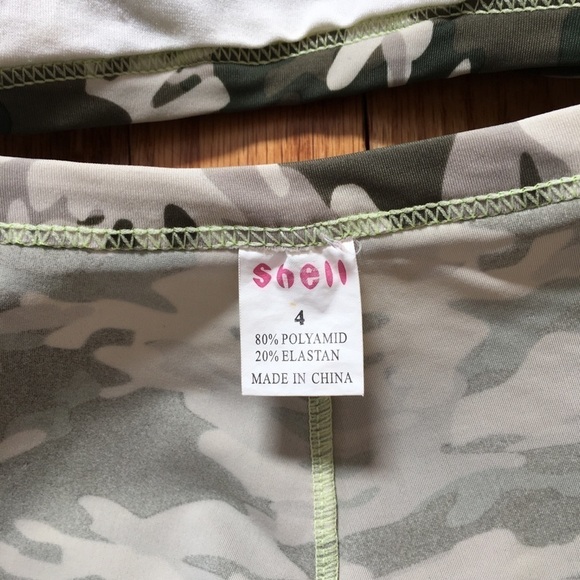 shell
4
80% POLYAMID
20% ELASTAN
MADE IN CHINA